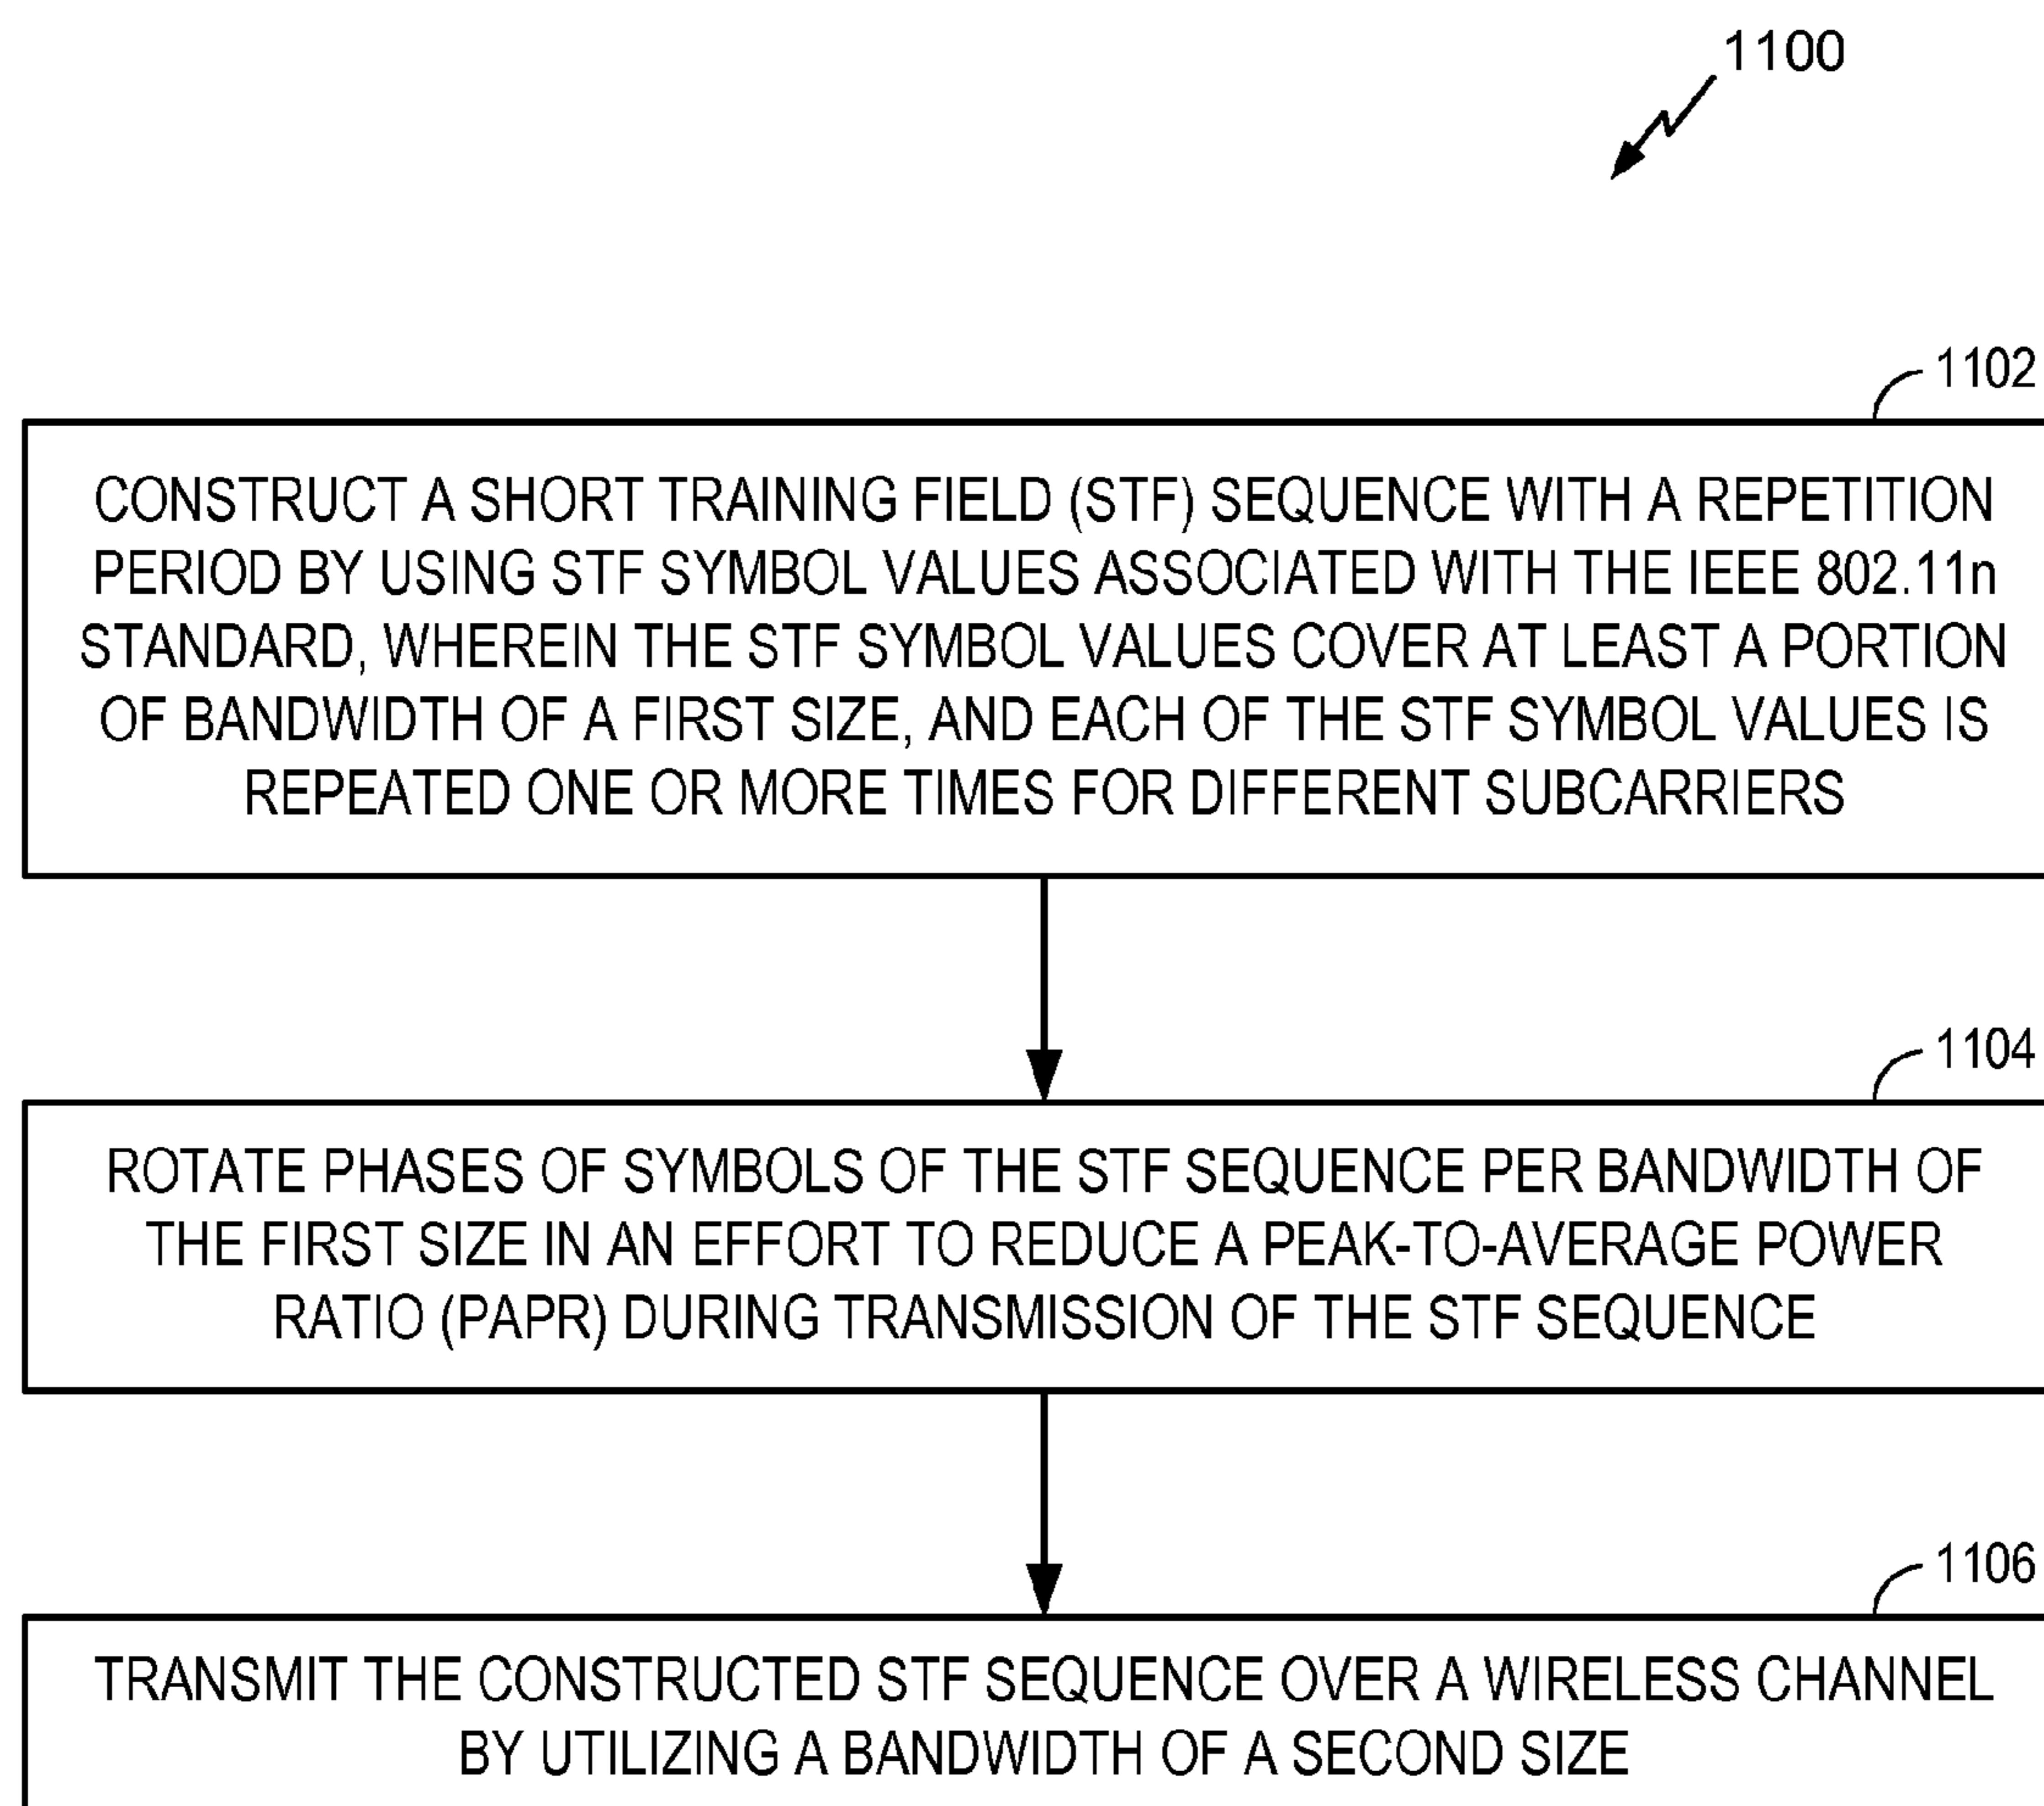 1100
1102
CONSTRUCT A SHORT TRAINING FIELD (STF) SEQUENCE WITH A REPETITION
PERIOD BY USING STF SYMBOL VALUES ASSOCIATED WITH THE IEEE 802.11n
STANDARD, WHEREIN THE STF SYMBOL VALUES COVER AT LEAST A PORTION
OF BANDWIDTH OF A FIRST SIZE, AND EACH OF THE STF SYMBOL VALUES IS
REPEATED ONE OR MORE TIMES FOR DIFFERENT SUBCARRIERS
1104
ROTATE PHASES OF SYMBOLS OF THE STF SEQUENCE PER BANDWIDTH OF
THE FIRST SIZE IN AN EFFORT TO REDUCE A PEAK-TO-AVERAGE POWER
RATIO (PAPR) DURING TRANSMISSION OF THE STF SEQUENCE
1106
TRANSMIT THE CONSTRUCTED STF SEQUENCE OVER A WIRELESS CHANNEL
BY UTILIZING A BANDWIDTH OF A SECOND SIZE